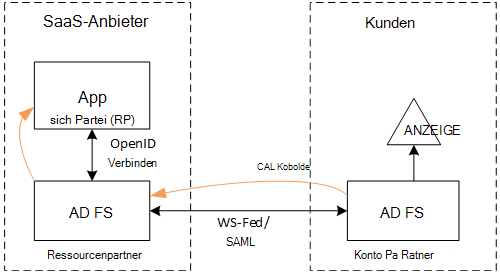 SaaS-Anbieter
Kunden
App
sich Partei (RP)
OpenID
Verbinden
ANZEIGE
CAL Kobolde
AD FS
WS-Fed/
SAML
AD FS
Ressourcenpartner
Konto Pa Ratner